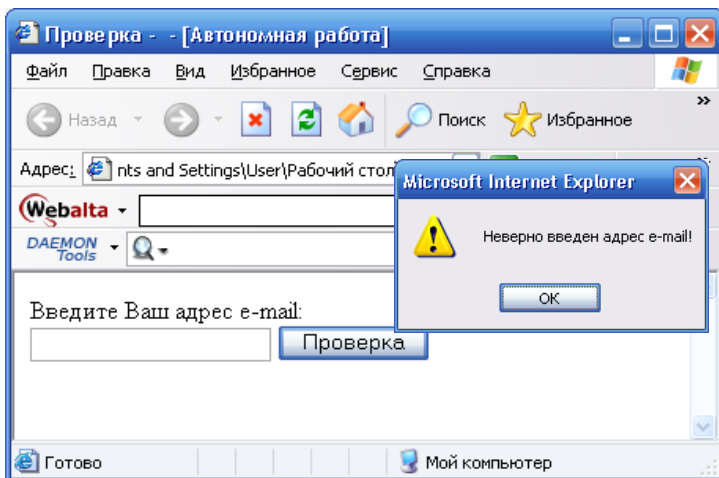 Проверка - - [Автономная работа]
Файл Правка Вид Избранное Сервис Справка
Назад Поиск Избранное »
Адрес: nts and Settings\User\Рабочий стол
Microsoft Internet Explorer
Webalta
Неверно введен адрес e-mail!
DAEMON
Tools
OK
Введите Ваш адрес e-mail:
Проверка
Готово Мой компьютер